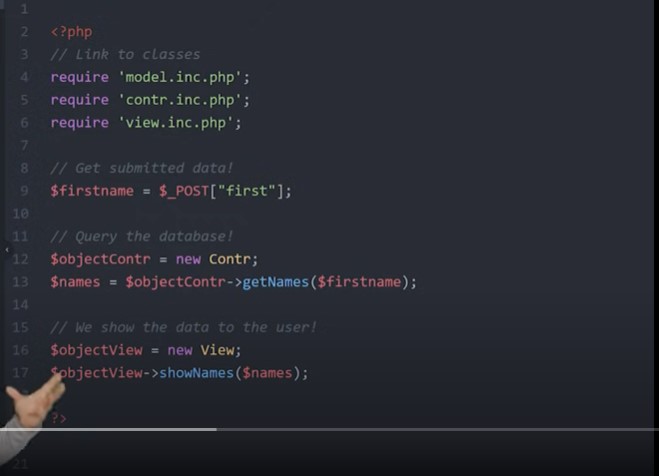 1
2 <?php
3 // Link to classes
4 require 'model.inc.php';
5 require 'contr.inc.php';
6 require 'view.inc.php';
7
8 // Get submitted data!
9 $firstname = $_POST["first"];
10
11 // Query the database!
12 $objectContr = new Contr;
13 $names = $objectContr->getNames($firstname);
14
15 // We show the data to the user!
16 $objectView = new View;
17 $objectView->showNames($names);
?>
21